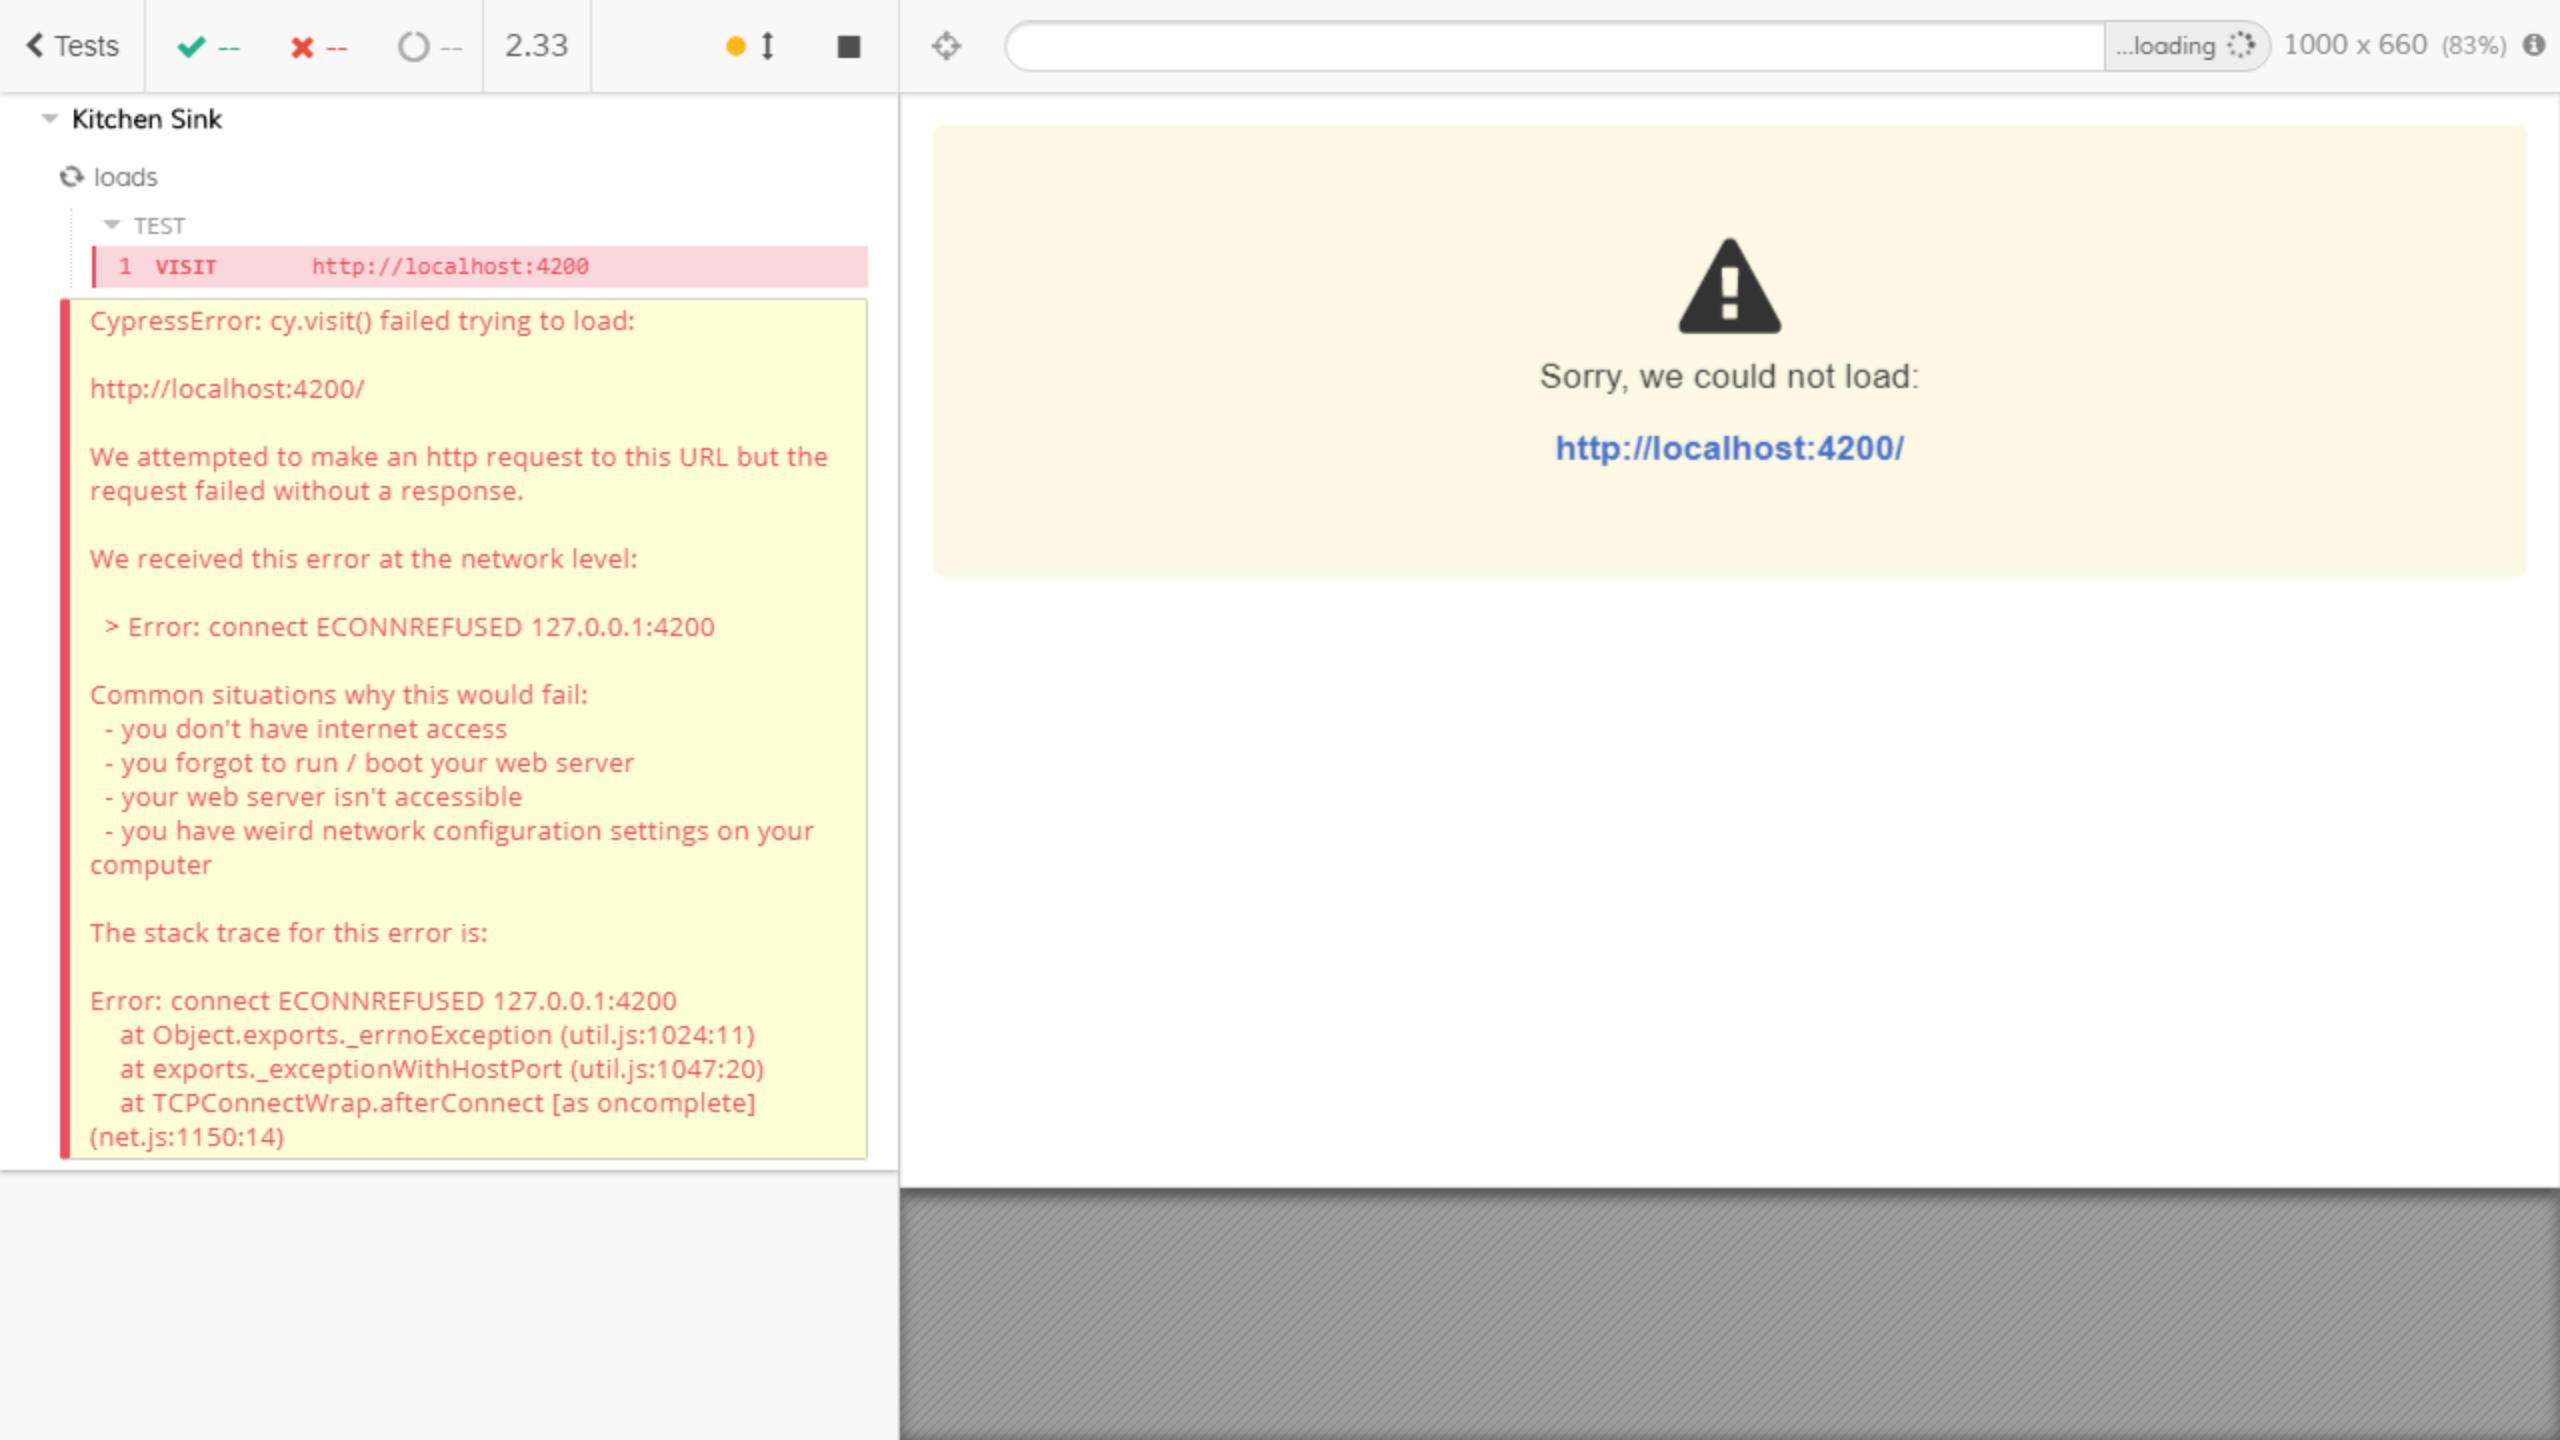 Tests
--
--
--
2.33
...loading
1000 x 660 (83%)
Kitchen Sink
loads
TEST
1 VISIT http://localhost:4200
CypressError: cy.visit() failed trying to load:
http://localhost:4200/
We attempted to make an http request to this URL but the
request failed without a response.
We received this error at the network level:
> Error: connect ECONNREFUSED 127.0.0.1:4200
Common situations why this would fail:
- you don't have internet access
- you forgot to run / boot your web server
- your web server isn't accessible
- you have weird network configuration settings on your
computer
The stack trace for this error is:
Error: connect ECONNREFUSED 127.0.0.1:4200
at Object.exports._errnoException (util.js:1024:11)
at exports._exceptionWithHostPort (util.js:1047:20)
at TCPConnectWrap.afterConnect [as oncomplete]
(net.js:1150:14)
Sorry, we could not load:
http://localhost:4200/